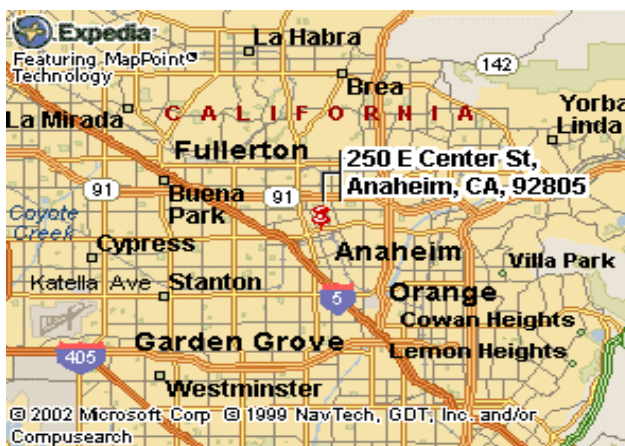 Expedia
Featuring MapPoint®
Technology
La Habra
142
Brea
CALIFORNIA
La Mirada
Yorba
Linda
Fullerton
250 E Center St,
Anaheim, CA, 92805
91
Buena
Park
91
Coyote
Creek
Cypress
Anaheim
Villa Park
Katella Ave
Stanton
5
Orange
Cowan Heights
Garden Grove
405
Lemon Heights
Westminster
© 2002 Microsoft Corp © 1999 NavTech, GDT, Inc. and/or
Compusearch